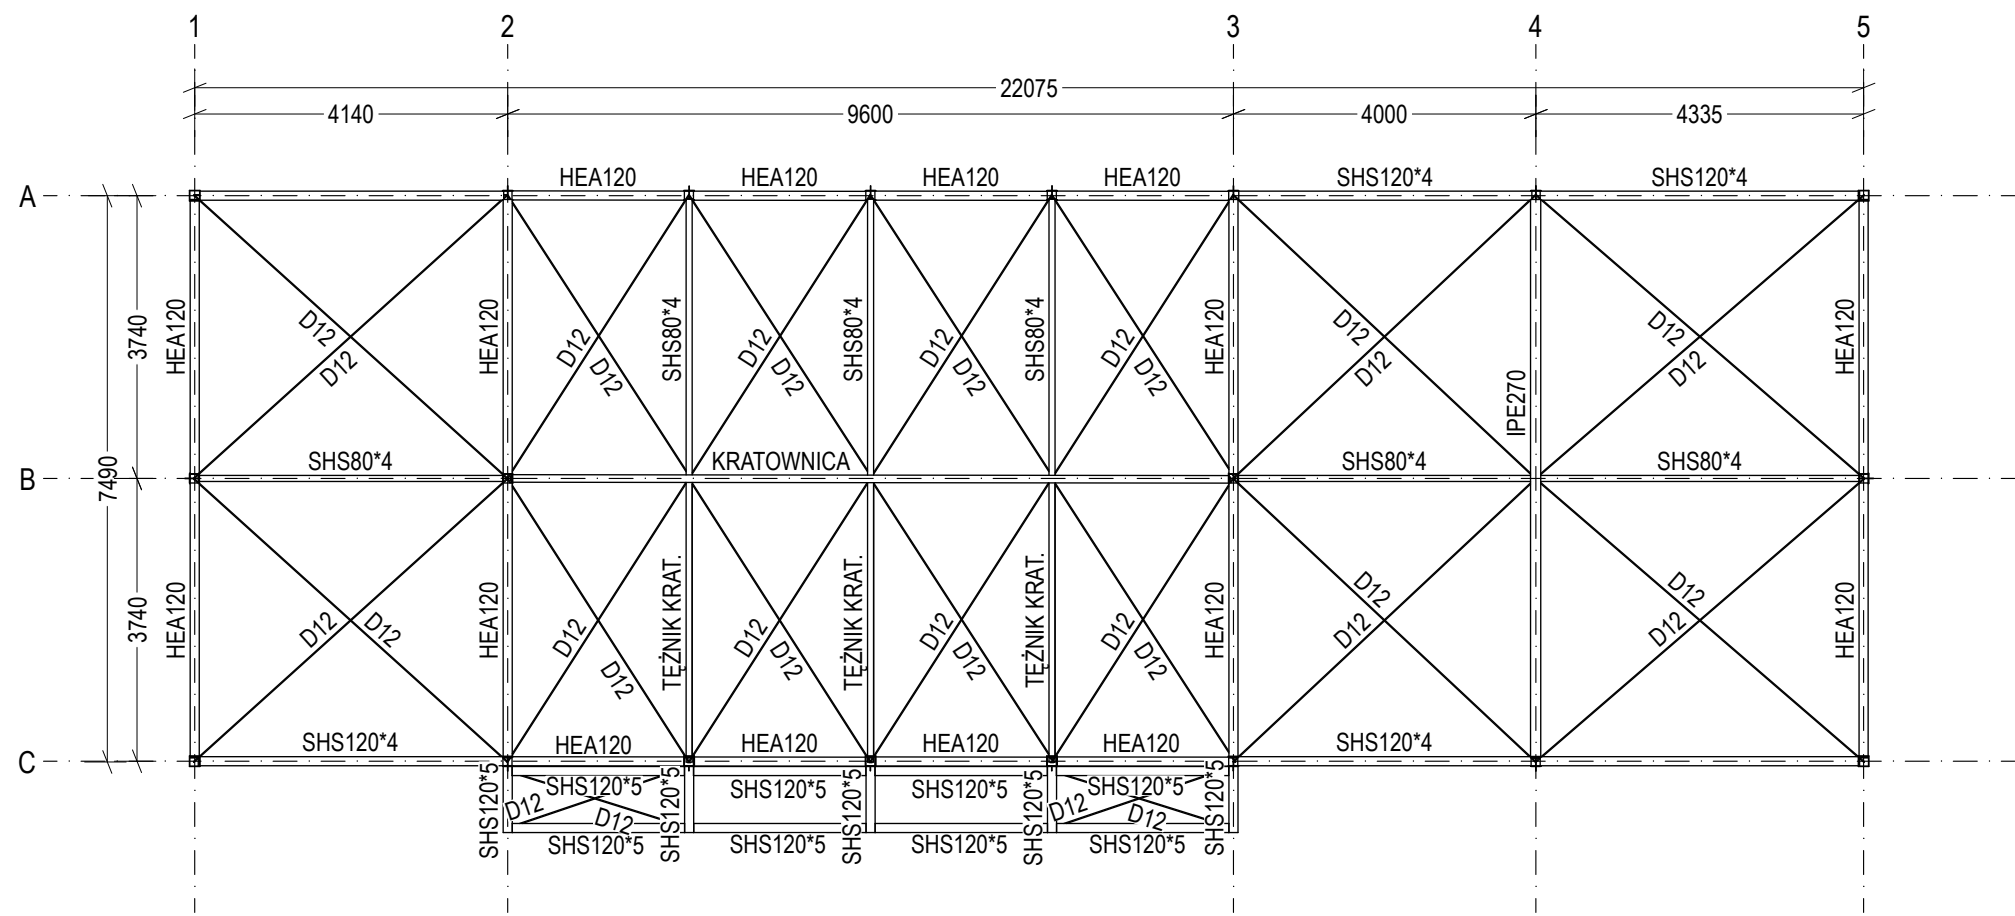 1 2 3 4 5
22075
4140 9600 4000 4335
HEA120 HEA120 HEA120 HEA120 SHS120*4 SHS120*4
A
HEA120 3740 HEA120 SHS80*4 SHS80*4 SHS80*4 HEA120 IPE270 HEA120
D12 D12 D12 D12 D12 D12 D12
D12 D12 D12 D12 D12 D12 D12
SHS80*4 KRATOWNICA SHS80*4 SHS80*4
B 7490
HEA120 3740 HEA120 TĘŻNIK KRAT. TĘŻNIK KRAT. TĘŻNIK KRAT. HEA120 HEA120
D12 D12 D12 D12 D12 D12 D12 D12
D12 D12 D12 D12 D12 D12 D12 D12
SHS120*4 HEA120 HEA120 HEA120 HEA120 SHS120*4
C
SHS120*5 SHS120*5 SHS120*5 SHS120*5 SHS120*5
SHS120*5 SHS120*5 SHS120*5 SHS120*5
D12 D12 D12 D12
SHS120*5 SHS120*5 SHS120*5 SHS120*5